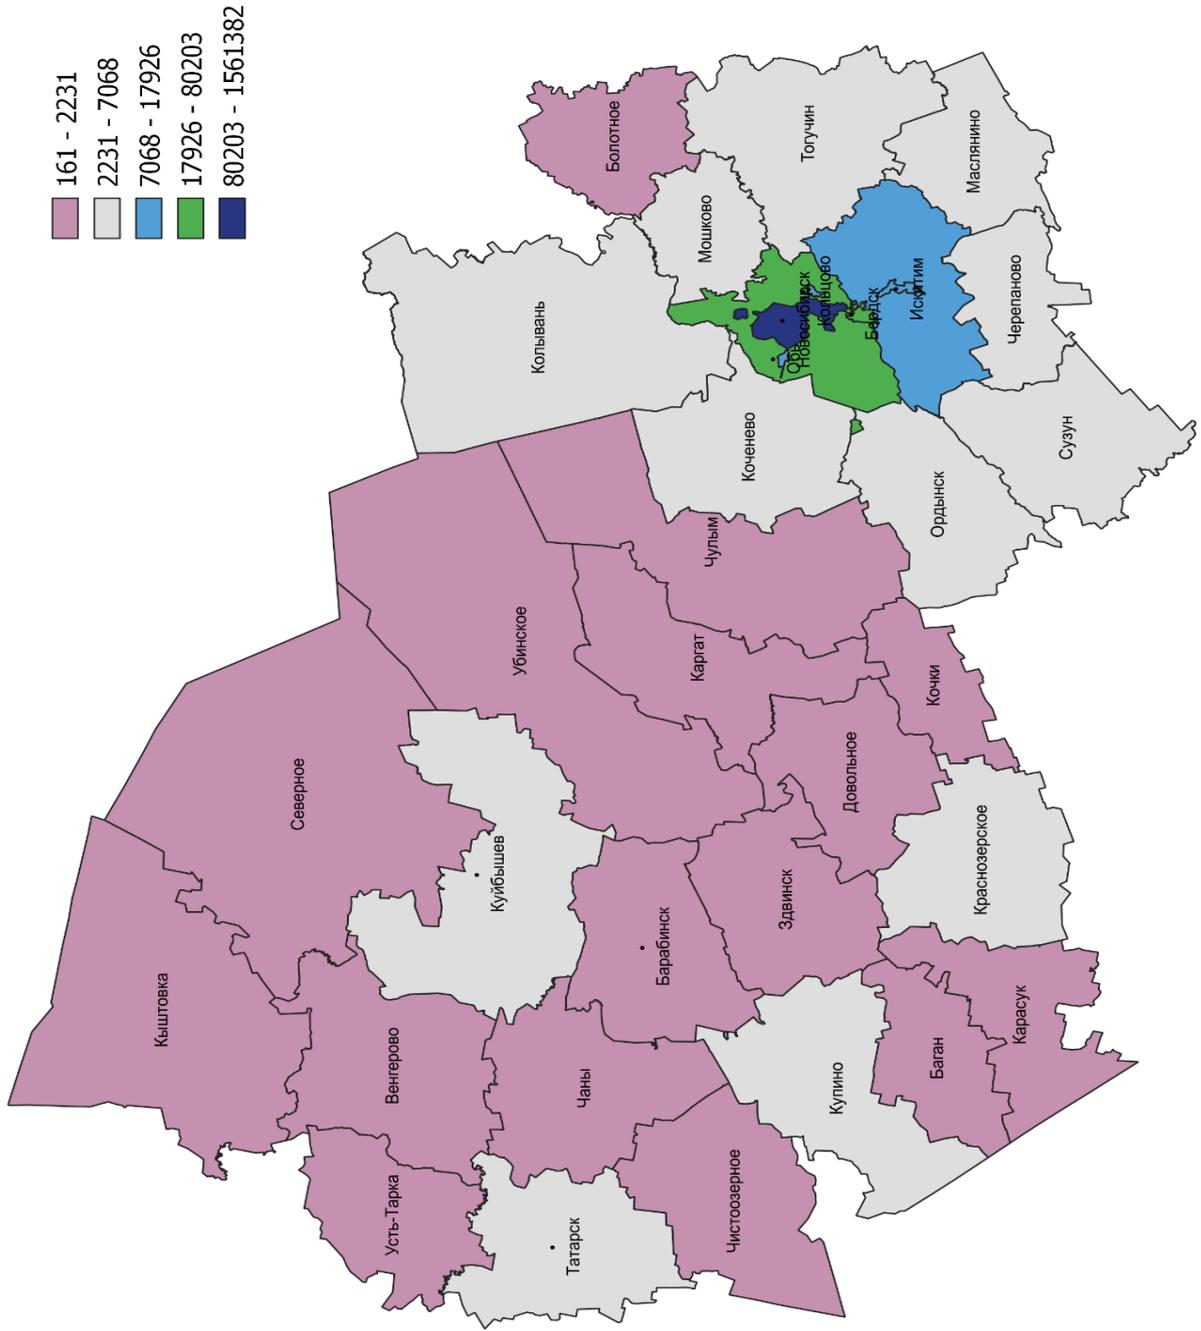 161 - 2231
2231 - 7068
7068 - 17926
17926 - 80203
80203 - 1561382
Болотное
Тогучин
Маслянино
Мошково
Колывань
Новосибирск
Кольцово
Обь
Бердск
Искитим
Черепаново
Сузун
Коченево
Ордынск
Чулым
Каргат
Убинское
Кочки
Северное
Довольное
Куйбышев
Здвинск
Краснозерское
Барабинск
Кыштовка
Венгерово
Чаны
Купино
Баган
Карасук
Усть-Тарка
Татарск
Чистоозерное